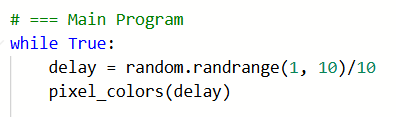 # === Main Program
while True:
    delay = random.randrange(1, 10)/10
    pixel_colors(delay)